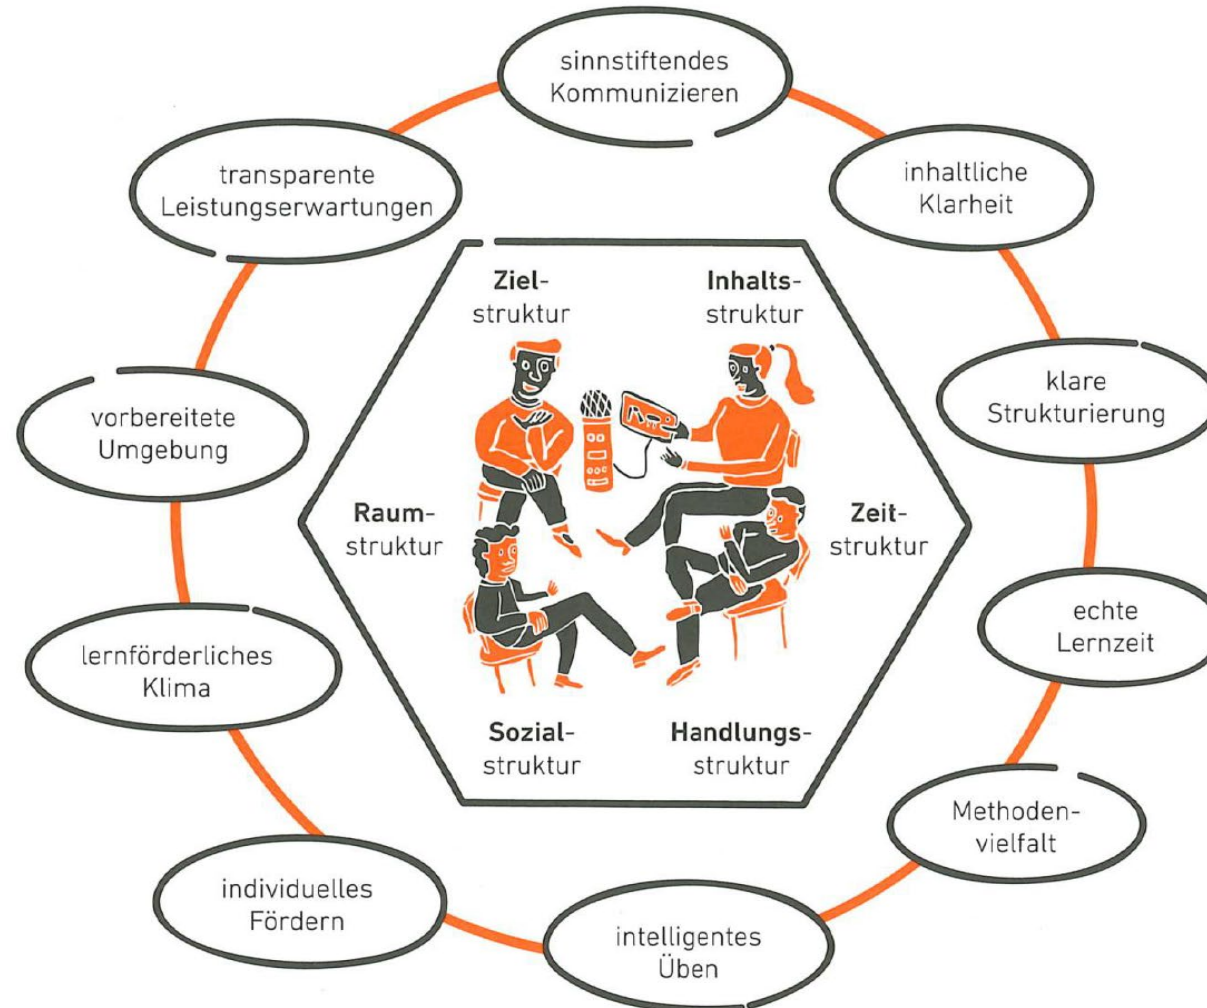 sinnstiftendes
Kommunizieren
transparente
Leistungserwartungen
inhaltliche
Klarheit
Ziel-
struktur
Inhalts-
struktur
vorbereitete
Umgebung
klare
Strukturierung
Raum-
struktur
Zeit-
struktur
lernförderliches
Klima
echte
Lernzeit
Sozial-
struktur
Handlungs-
struktur
Methoden-
vielfalt
individuelles
Fördern
intelligentes
Üben